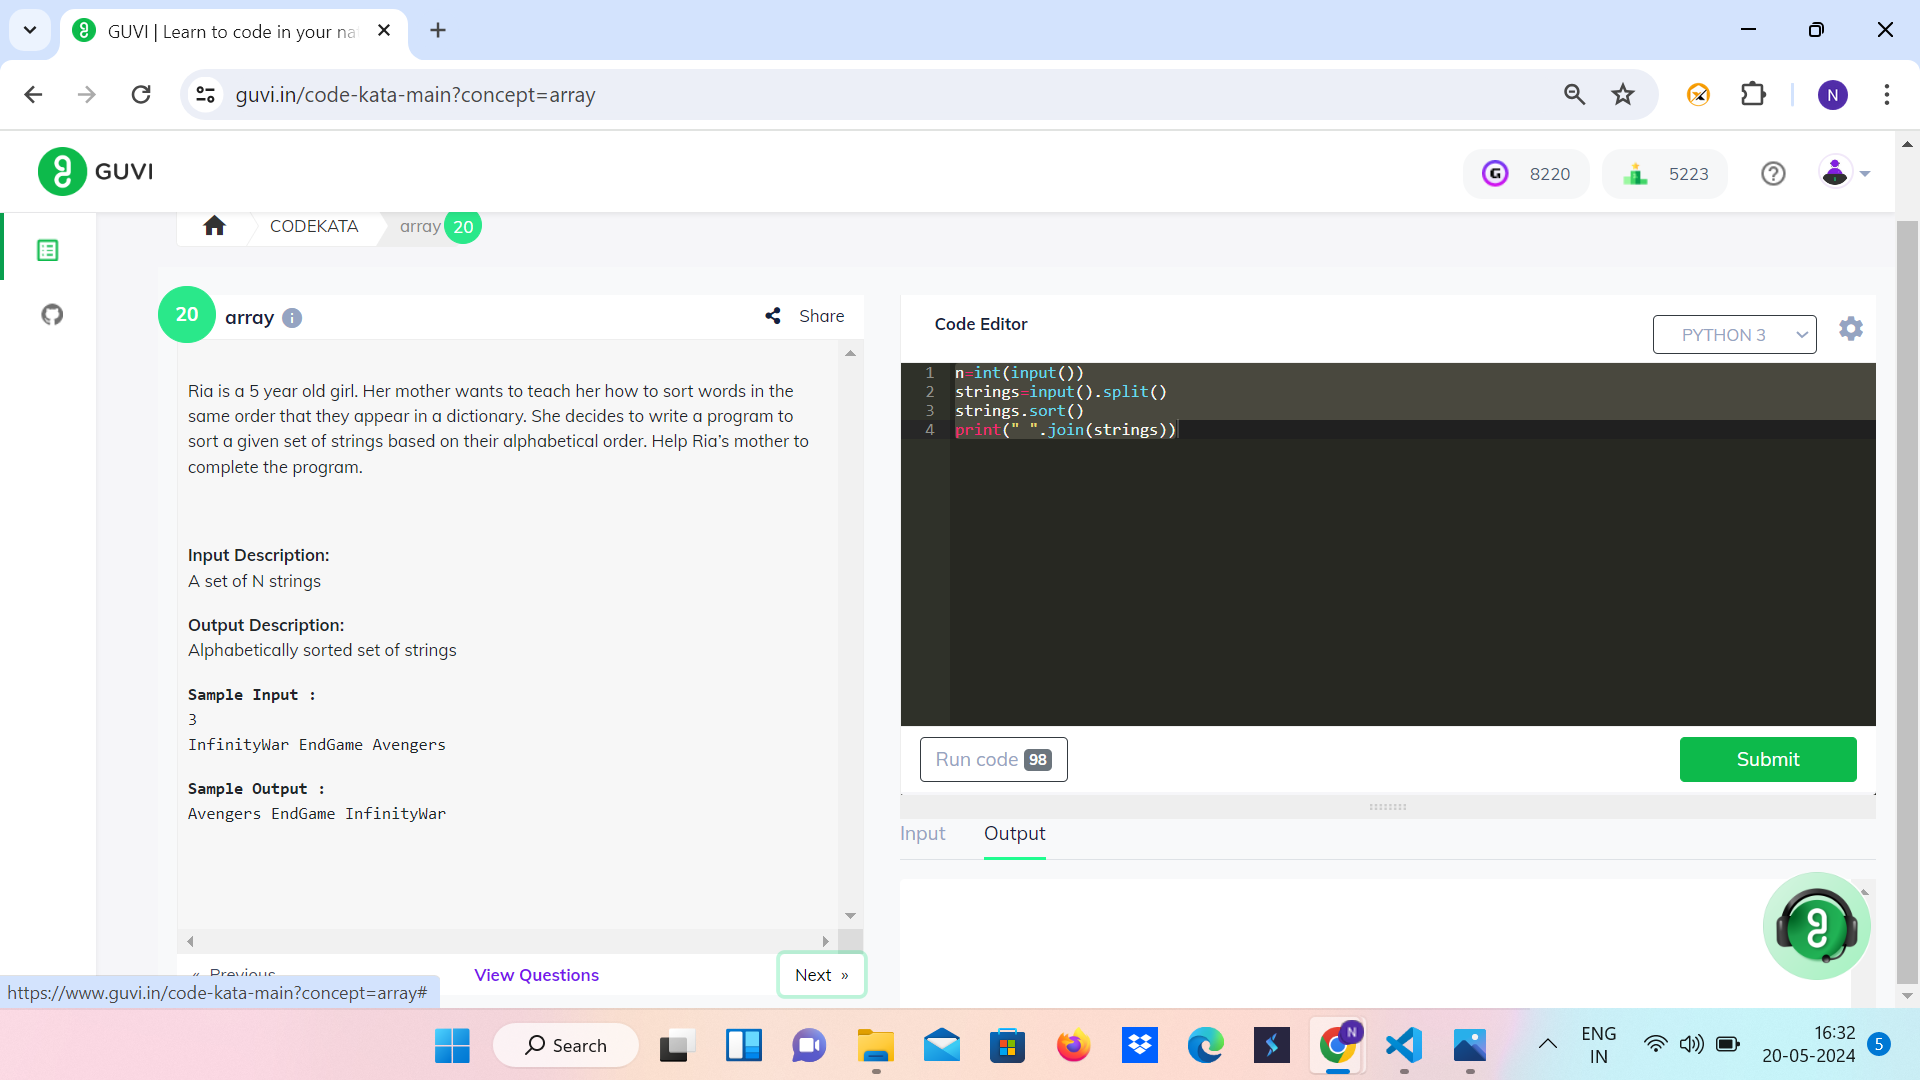 GUVI | Learn to code in your na
guvi.in/code-kata-main?concept=array
N
GUVI
G
8220
5223
CODEKATA
array 20
20
array
Share
Ria is a 5 year old girl. Her mother wants to teach her how to sort words in the
same order that they appear in a dictionary. She decides to write a program to
sort a given set of strings based on their alphabetical order. Help Ria's mother to
complete the program.
Input Description:
A set of N strings
Output Description:
Alphabetically sorted set of strings
Sample Input :
3
InfinityWar EndGame Avengers
Sample Output :
Avengers EndGame InfinityWar
« Previous
View Questions
Next »
Code Editor
PYTHON 3
1 n=int(input())
2 strings=input().split()
3 strings.sort()
4 print(" ".join(strings))
Run code 98
Submit
Input
Output
https://www.guvi.in/code-kata-main?concept=array#
Search
N
ENG
IN
16:32
20-05-2024
5